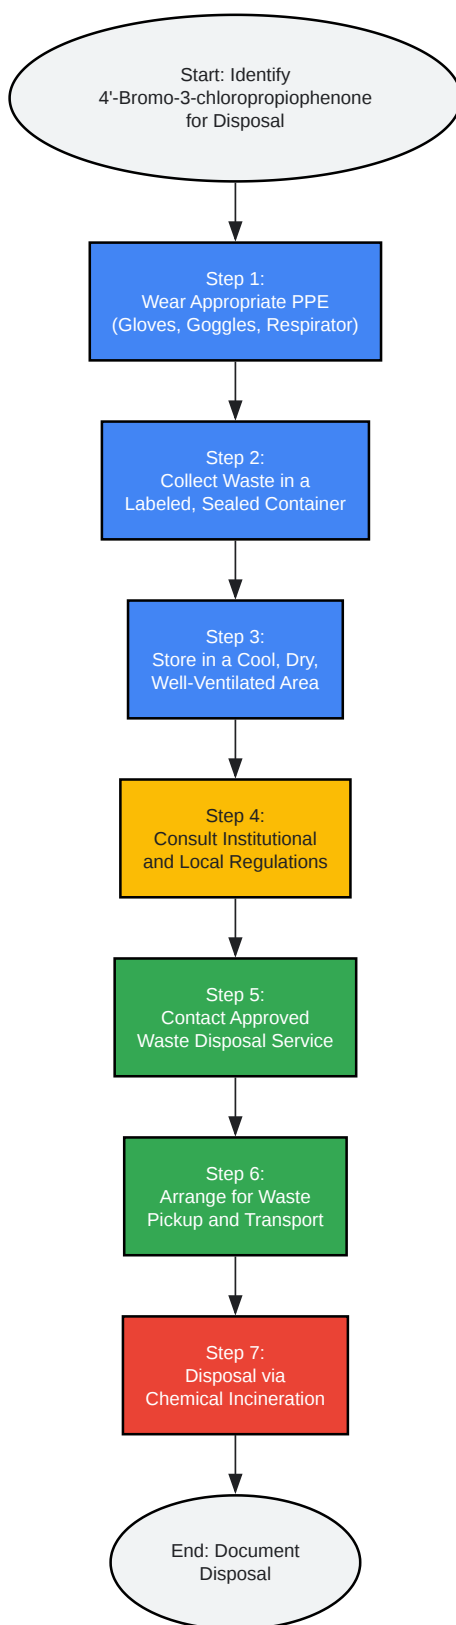 Start: Identify
4'-Bromo-3-chloropropiophenone
for Disposal
Step 1:
Wear Appropriate PPE
(Gloves, Goggles, Respirator)
Step 2:
Collect Waste in a
Labeled, Sealed Container
Step 3:
Store in a Cool, Dry,
Well-Ventilated Area
Step 4:
Consult Institutional
and Local Regulations
Step 5:
Contact Approved
Waste Disposal Service
Step 6:
Arrange for Waste
Pickup and Transport
Step 7:
Disposal via
Chemical Incineration
End: Document
Disposal